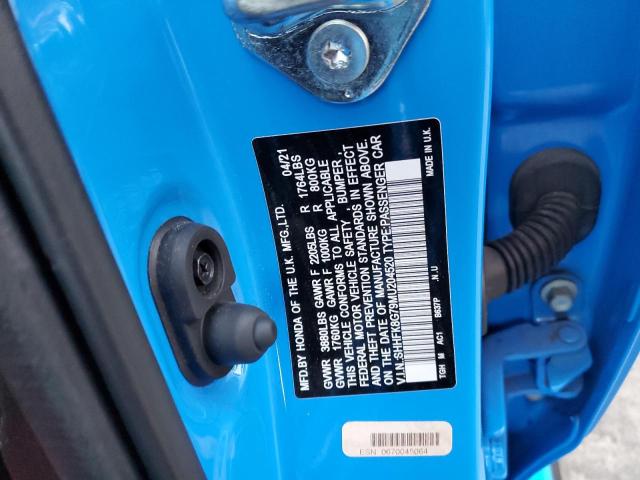 MFD.BY HONDA OF THE U.K. MFG.,LTD. 04/21
GVWR 3880LBS GAWR F 2205LBS R 1764LBS
GVWR 1760KG GAWR F 1000KG R 800KG
THIS VEHICLE CONFORMS TO ALL APPLICABLE
FEDERAL MOTOR VEHICLE SAFETY , BUMPER,
AND THEFT PREVENTION STANDARDS IN EFFECT
ON THE DATE OF MANUFACTURE SHOWN ABOVE.
V.I.N.:SHHFK8G79MU204520 TYPE:PASSENGER CAR
MADE IN U.K.
TGH M AC1 B637P .N.U
ESN 0670045064